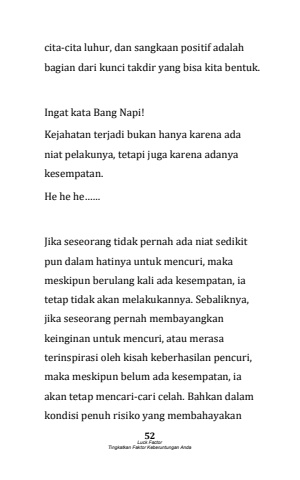 cita-cita luhur, dan sangkaan positif adalah
bagian dari kunci takdir yang bisa kita bentuk.
Ingat kata Bang Napi!
Kejahatan terjadi bukan hanya karena ada
niat pelakunya, tetapi juga karena adanya
kesempatan.
He he he……
Jika seseorang tidak pernah ada niat sedikit
pun dalam hatinya untuk mencuri, maka
meskipun berulang kali ada kesempatan, ia
tetap tidak akan melakukannya. Sebaliknya,
jika seseorang pernah membayangkan
keinginan untuk mencuri, atau merasa
terinspirasi oleh kisah keberhasilan pencuri,
maka meskipun belum ada kesempatan, ia
akan tetap mencari-cari celah. Bahkan dalam
kondisi penuh risiko yang membahayakan
52
Luck Factor
Tingkatkan Faktor Keberuntungan Anda